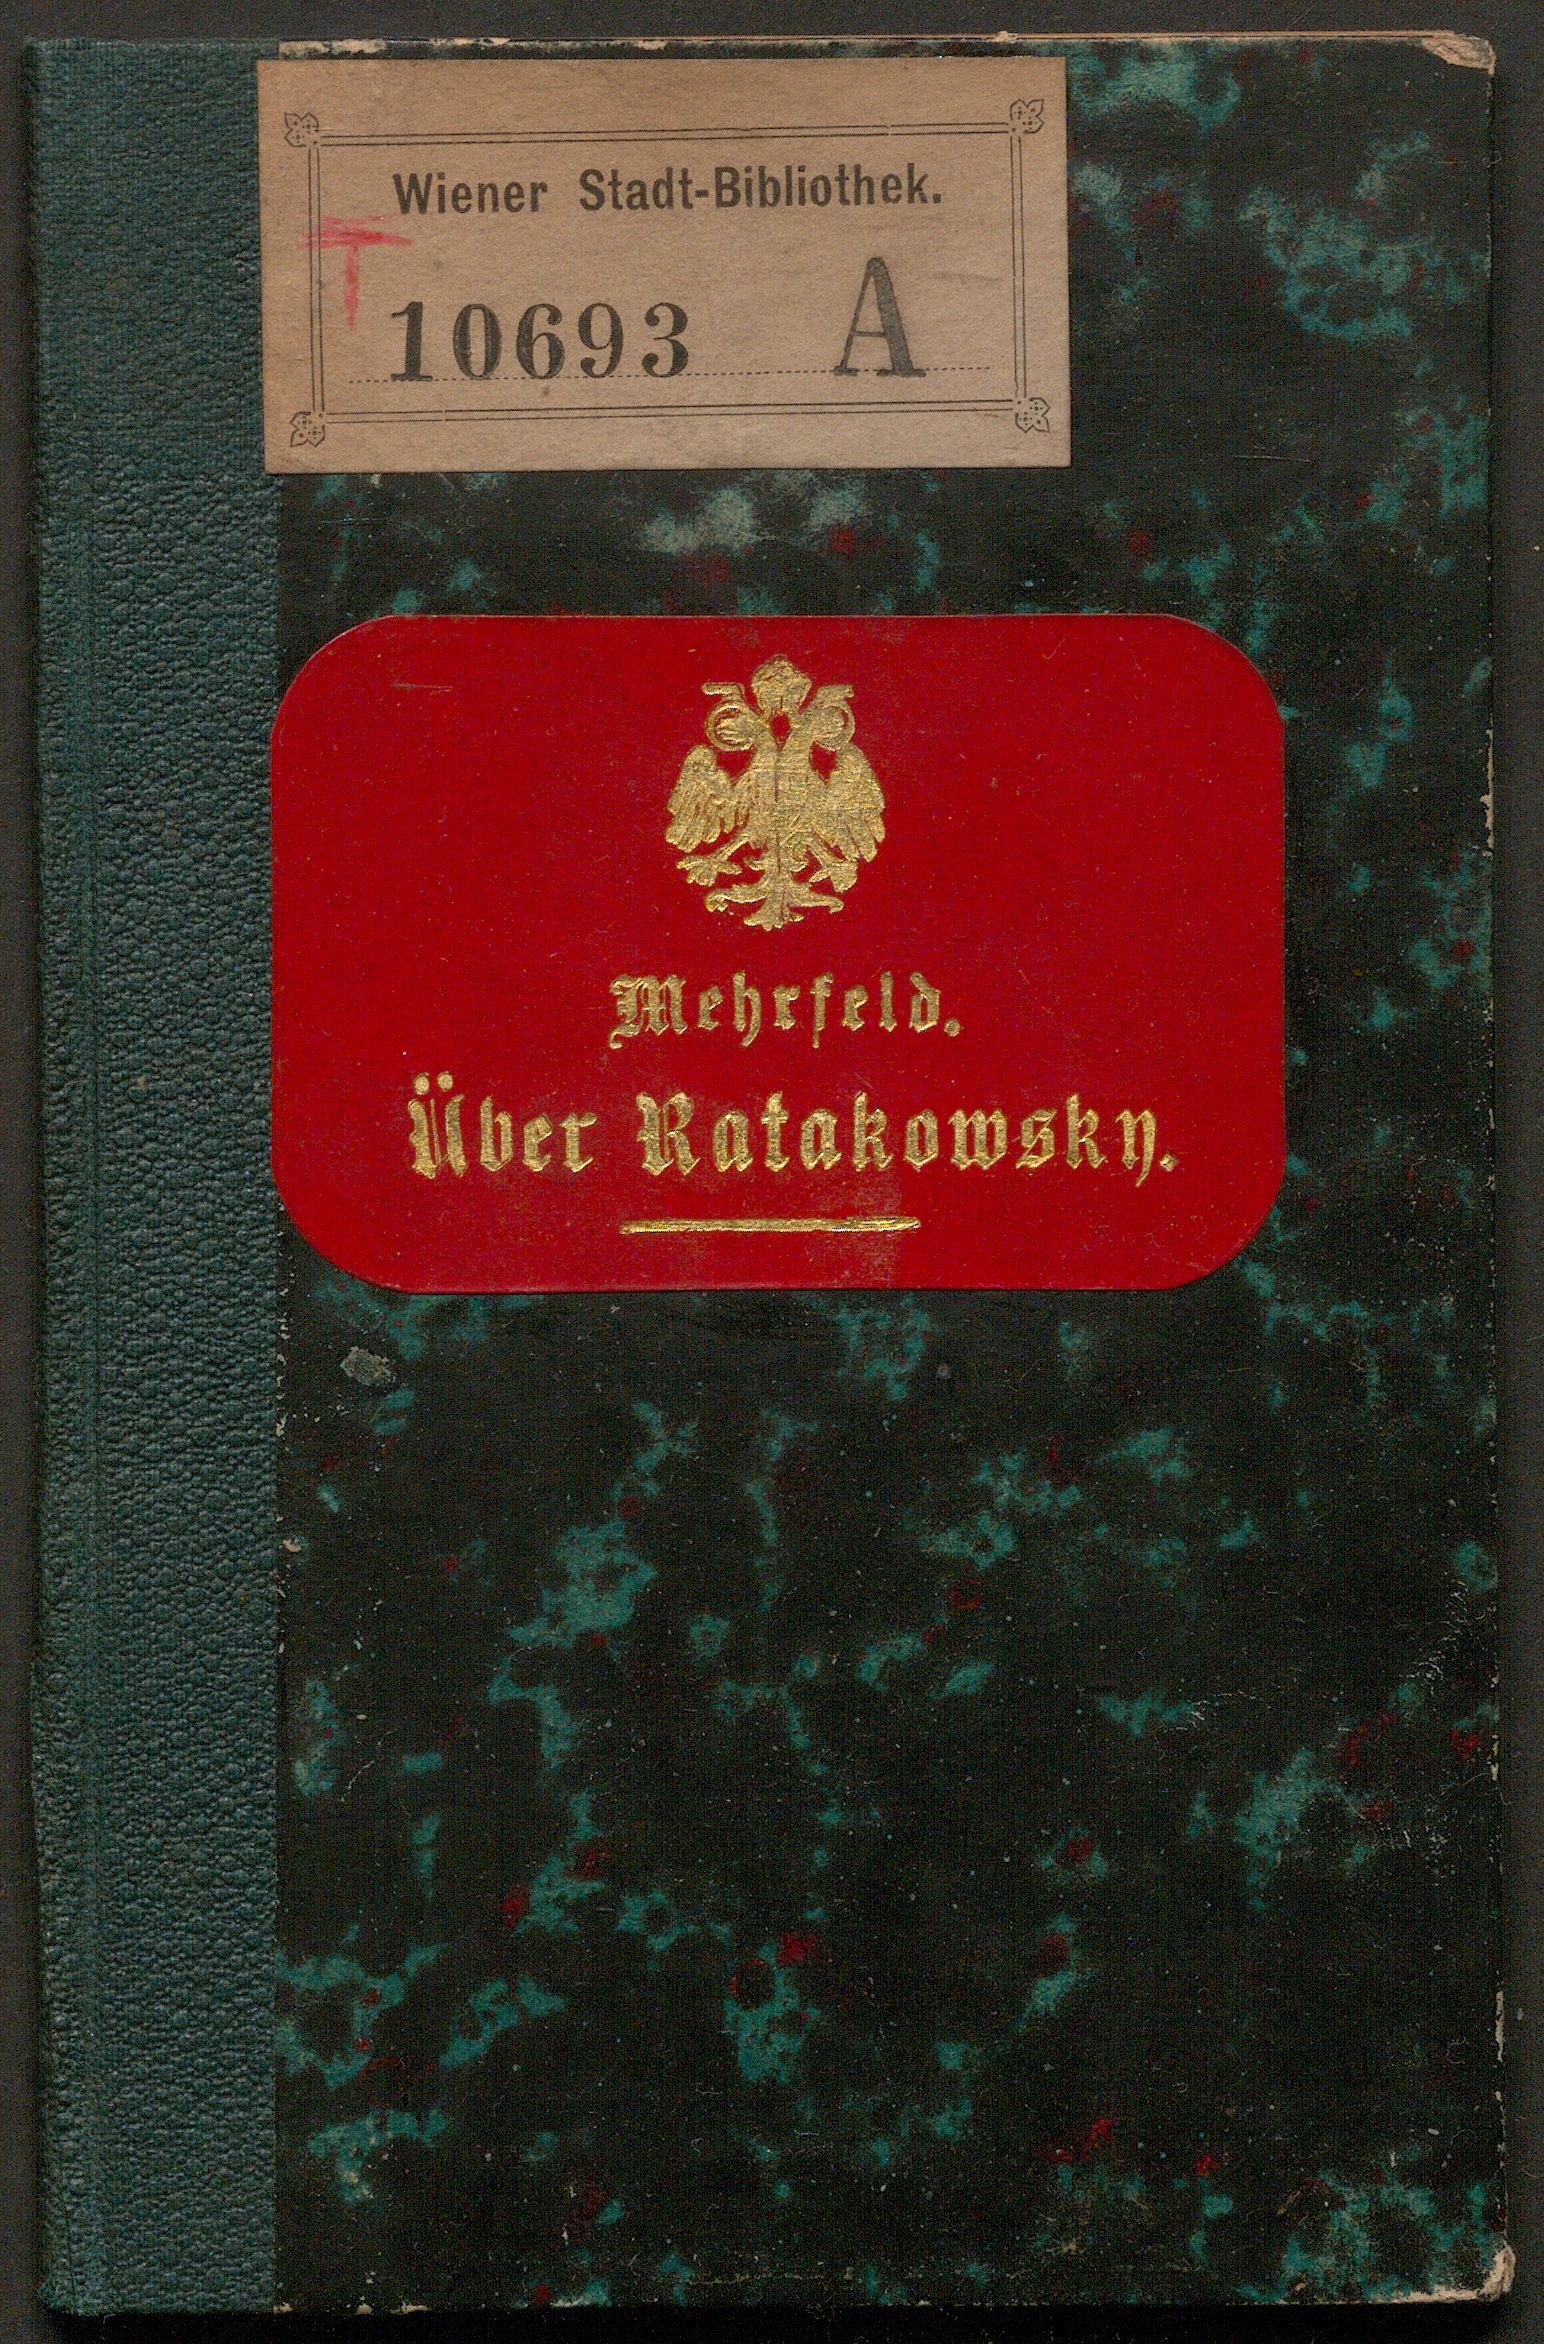 Wiener Stadt-Bibliothek.
T
10693 A
Mehrfeld.
Über Ratakowsky.